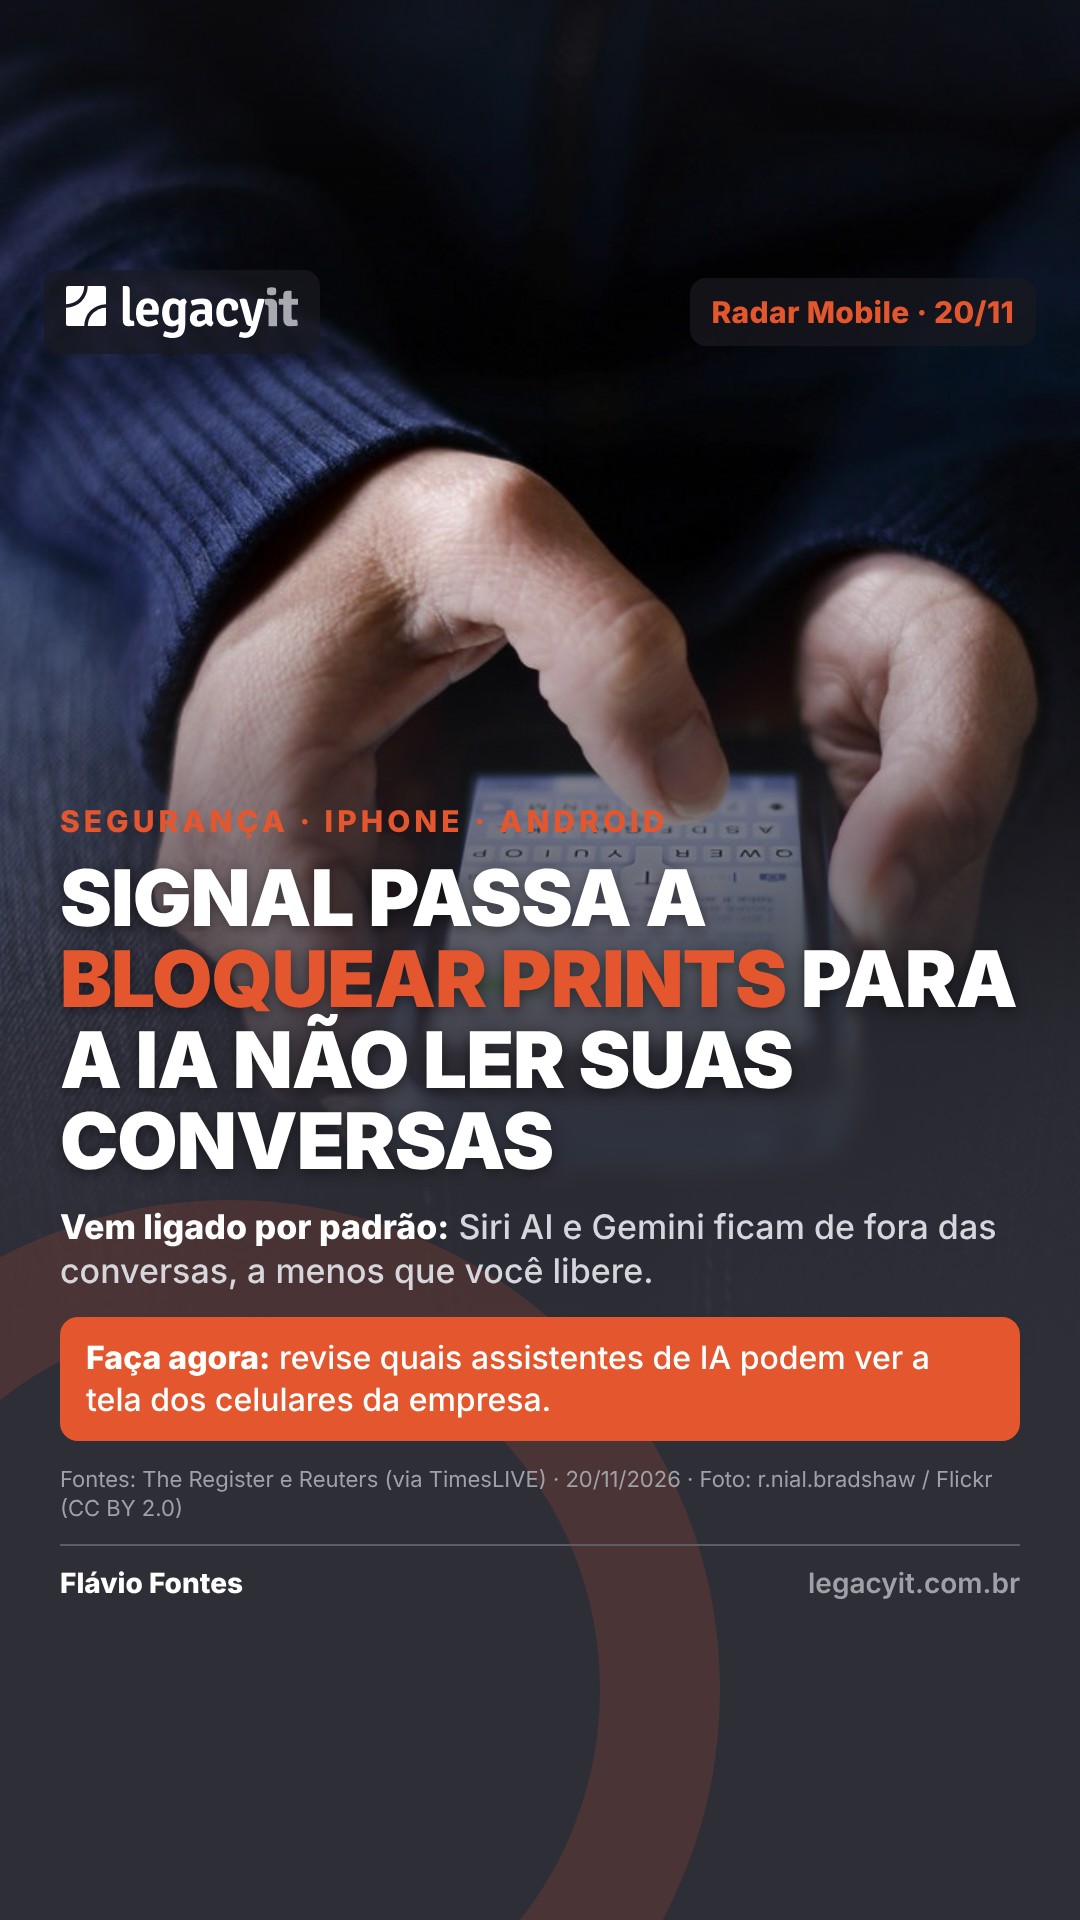 legacyit
Radar Mobile · 20/11
SEGURANÇA · IPHONE · ANDROID
SIGNAL PASSA A
BLOQUEAR PRINTS PARA
A IA NÃO LER SUAS
CONVERSAS
Vem ligado por padrão: Siri AI e Gemini ficam de fora das
conversas, a menos que você libere.
Faça agora: revise quais assistentes de IA podem ver a
tela dos celulares da empresa.
Fontes: The Register e Reuters (via TimesLIVE) · 20/11/2026 · Foto: r.nial.bradshaw / Flickr
(CC BY 2.0)
Flávio Fontes
legacyit.com.br